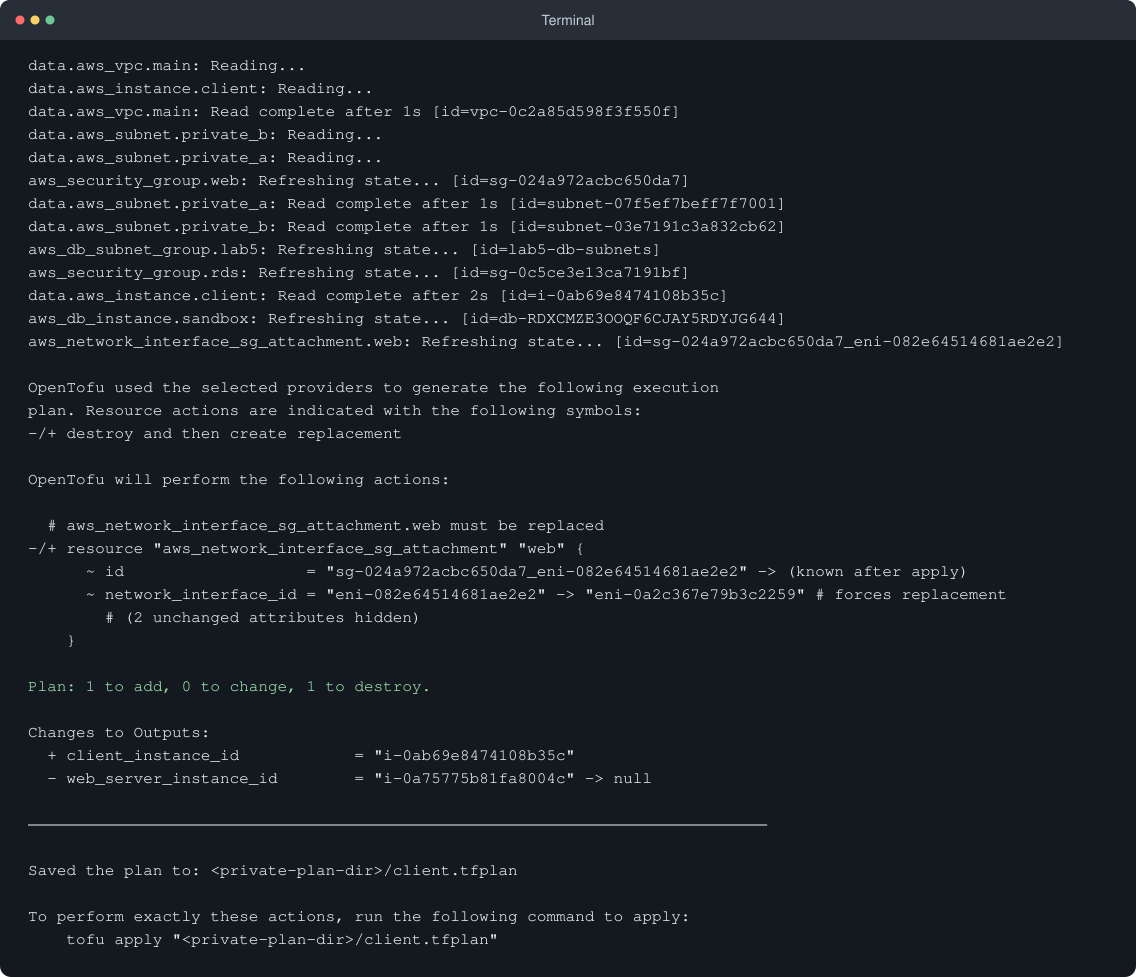 Terminal
data.aws_vpc.main: Reading...
data.aws_instance.client: Reading...
data.aws_vpc.main: Read complete after 1s [id=vpc-0c2a85d598f3f550f]
data.aws_subnet.private_b: Reading...
data.aws_subnet.private_a: Reading...
aws_security_group.web: Refreshing state... [id=sg-024a972acbc650da7]
data.aws_subnet.private_a: Read complete after 1s [id=subnet-07f5ef7beff7f7001]
data.aws_subnet.private_b: Read complete after 1s [id=subnet-03e7191c3a832cb62]
aws_db_subnet_group.lab5: Refreshing state... [id=lab5-db-subnets]
aws_security_group.rds: Refreshing state... [id=sg-0c5ce3e13ca7191bf]
data.aws_instance.client: Read complete after 2s [id=i-0ab69e8474108b35c]
aws_db_instance.sandbox: Refreshing state... [id=db-RDXCMZE3OOQF6CJAY5RDYJG644]
aws_network_interface_sg_attachment.web: Refreshing state... [id=sg-024a972acbc650da7_eni-082e64514681ae2e2]

OpenTofu used the selected providers to generate the following execution
plan. Resource actions are indicated with the following symbols:
-/+ destroy and then create replacement

OpenTofu will perform the following actions:

  # aws_network_interface_sg_attachment.web must be replaced
-/+ resource "aws_network_interface_sg_attachment" "web" {
      ~ id                   = "sg-024a972acbc650da7_eni-082e64514681ae2e2" -> (known after apply)
      ~ network_interface_id = "eni-082e64514681ae2e2" -> "eni-0a2c367e79b3c2259" # forces replacement
        # (2 unchanged attributes hidden)
    }

Plan: 1 to add, 0 to change, 1 to destroy.

Changes to Outputs:
  + client_instance_id            = "i-0ab69e8474108b35c"
  - web_server_instance_id        = "i-0a75775b81fa8004c" -> null

Saved the plan to: <private-plan-dir>/client.tfplan

To perform exactly these actions, run the following command to apply:
    tofu apply "<private-plan-dir>/client.tfplan"